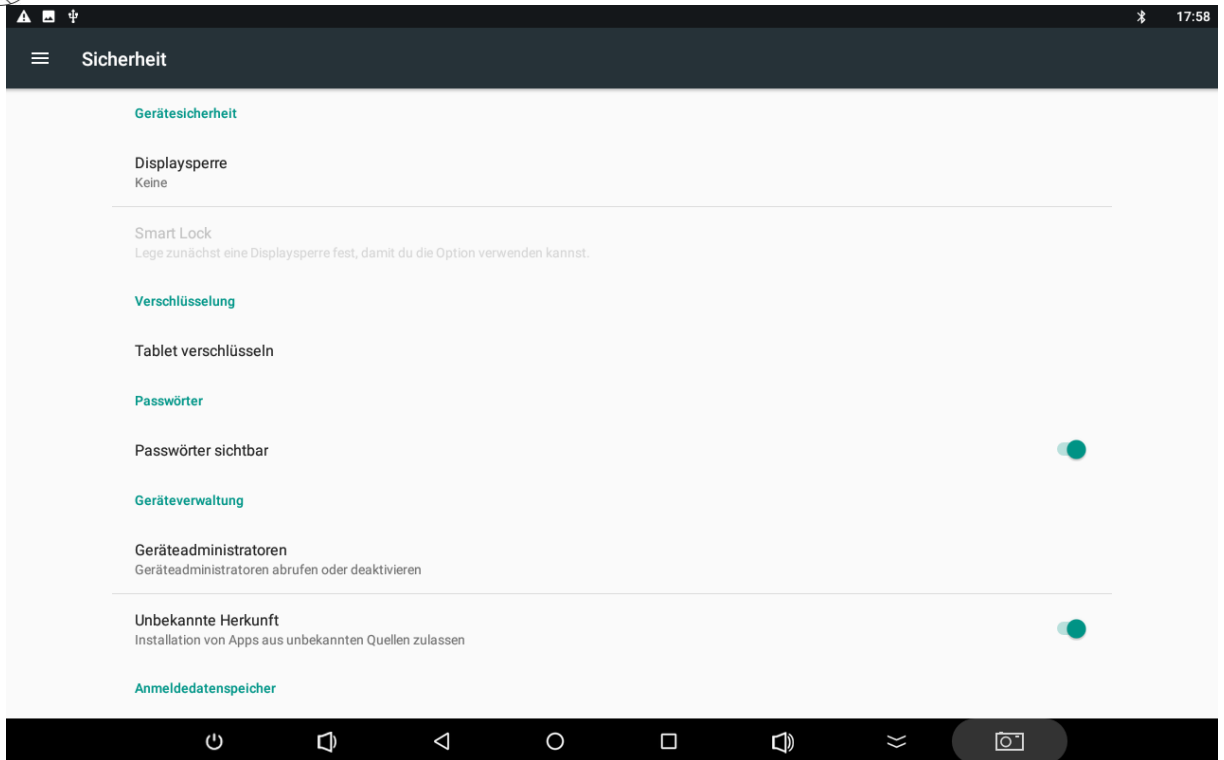 17:58
Sicherheit
Gerätesicherheit
Displaysperre
Keine
Smart Lock
Lege zunächst eine Displaysperre fest, damit du die Option verwenden kannst.
Verschlüsselung
Tablet verschlüsseln
Passwörter
Passwörter sichtbar
Geräteverwaltung
Geräteadministratoren
Geräteadministratoren abrufen oder deaktivieren
Unbekannte Herkunft
Installation von Apps aus unbekannten Quellen zulassen
Anmeldedatenspeicher